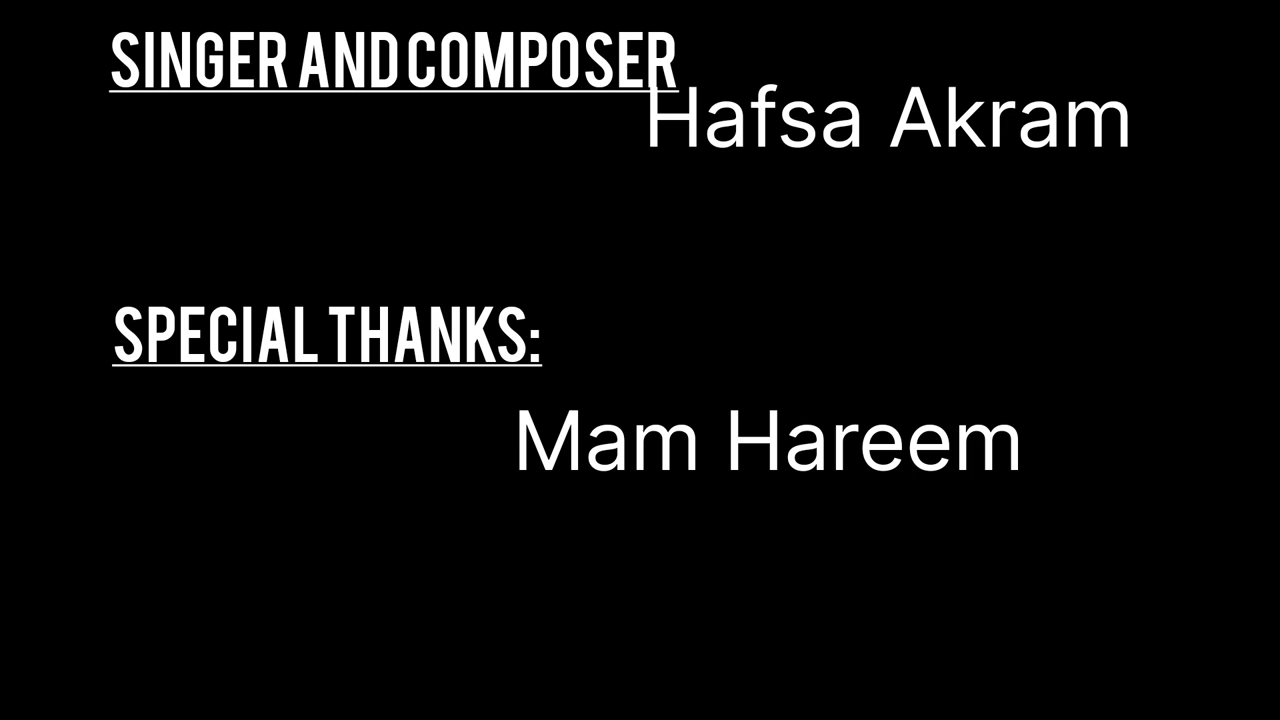 SINGER AND COMPOSER
Hafsa Akram
SPECIAL THANKS:
Mam Hareem